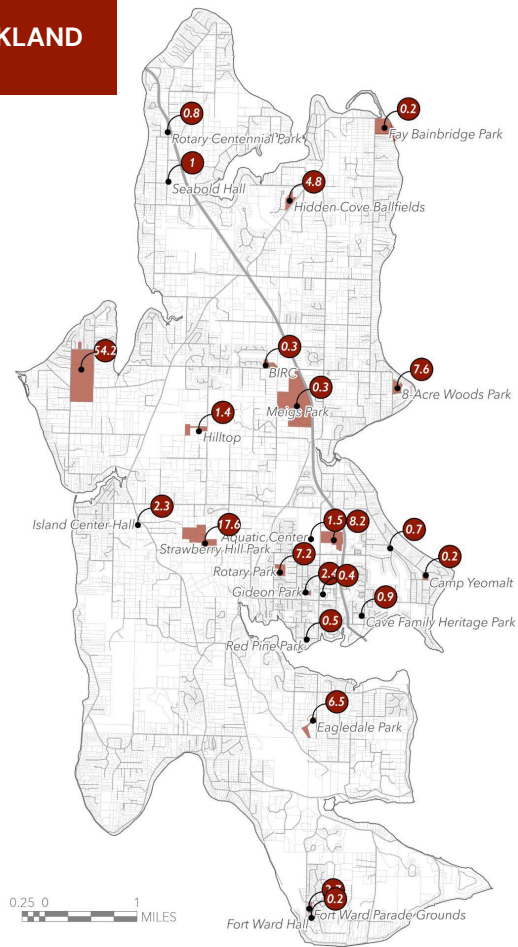 KLAND
0.2
0.8
Fay Bainbridge Park
Rotary Centennial Park
1
4.8
Seabold Hall
Hidden Cove Ballfields
0.3
54.2
7.6
BIRC
0.3
8-Acre Woods Park
1.4
Meigs Park
Hilltop
2.3
Island Center Hall
17.6
1.5
8.2
Aquatic Center
Strawberry Hill Park
0.7
7.2
Rotary Park
2.4
0.4
0.2
Camp Yeomalt
Gideon Park
0.9
Cave Family Heritage Park
0.5
Red Pine Park
6.5
Eagledale Park
0.25 0 1
MILES
0.2
Fort Ward Parade Grounds
Fort Ward Hall